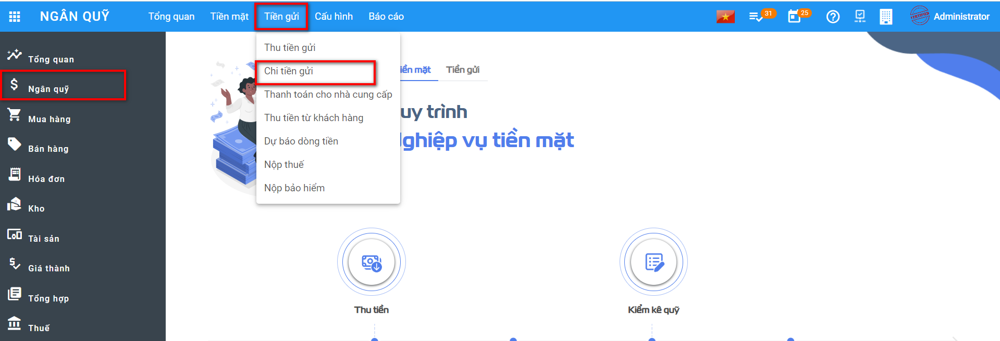 NGÂN QUỸ
Tổng quan
Tiền mặt
Tiền gửi
Cấu hình
Báo cáo
31
25
CERTIFIED
Administrator
Tổng quan
Ngân quỹ
Mua hàng
Bán hàng
Hóa đơn
Kho
Tài sản
Giá thành
Tổng hợp
Thuế
Thu tiền gửi
Chi tiền gửi
Thanh toán cho nhà cung cấp
Thu tiền từ khách hàng
Dự báo dòng tiền
Nộp thuế
Nộp bảo hiểm
iền mặt
Tiền gửi
uy trình
ghiệp vụ tiền mặt
Thu tiền
Kiểm kê quỹ